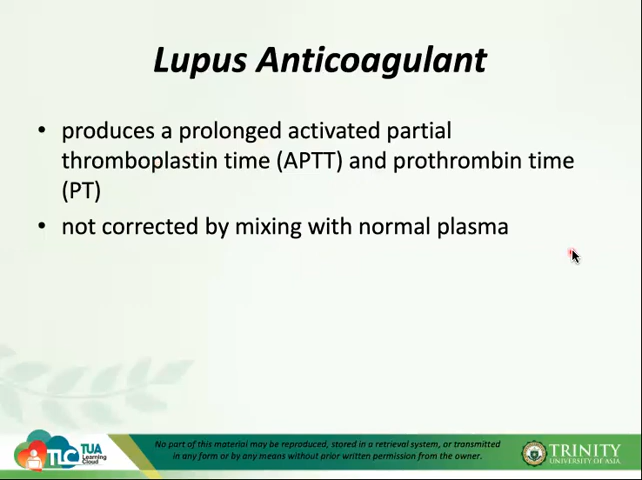 Lupus Anticoagulant
• produces a prolonged activated partial
thromboplastin time (APTT) and prothrombin time
(PT)
• not corrected by mixing with normal plasma
TLC TUA
Learning
Cloud
No part of this material may be reproduced, stored in a retrieval system, or transmitted
in any form or by any means without prior written permission from the owner.
TRINITY
UNIVERSITY OF ASIA